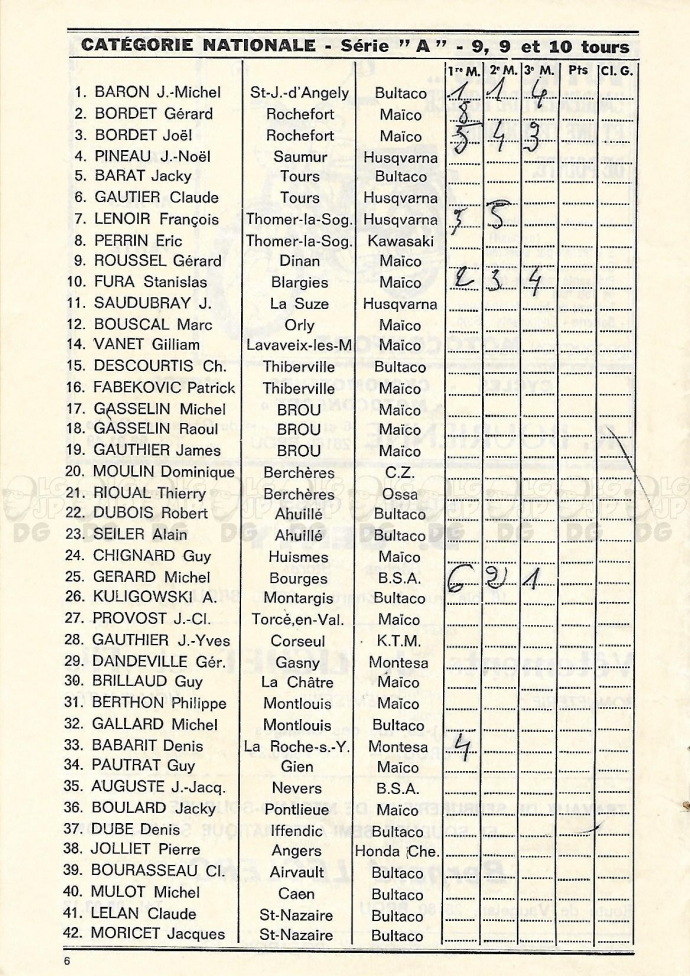 CATÉGORIE NATIONALE - Série " A " - 9, 9 et 10 tours
1re M. 2e M. 3e M. Pts Cl. G.
1. BARON J.-Michel St-J.-d'Angely Bultaco 1 1 4
2. BORDET Gérard Rochefort Maïco 8
3. BORDET Joël Rochefort Maïco 5 4 3
4. PINEAU J.-Noël Saumur Husqvarna
5. BARAT Jacky Tours Bultaco
6. GAUTIER Claude Tours Husqvarna
7. LENOIR François Thomer-la-Sog. Husqvarna 3 5
8. PERRIN Eric Thomer-la-Sog. Kawasaki
9. ROUSSEL Gérard Dinan Maïco
10. FURA Stanislas Blargies Maïco 2 3 4
11. SAUDUBRAY J. La Suze Husqvarna
12. BOUSCAL Marc Orly Maïco
14. VANET Gilliam Lavaveix-les-M Maïco
15. DESCOURTIS Ch. Thiberville Bultaco
16. FABEKOVIC Patrick Thiberville Maïco
17. GASSELIN Michel BROU Maïco
18. GASSELIN Raoul BROU Maïco
19. GAUTHIER James BROU Maïco
20. MOULIN Dominique Berchères C.Z.
21. RIOUAL Thierry Berchères Ossa
22. DUBOIS Robert Ahuillé Bultaco
23. SEILER Alain Ahuillé Bultaco
24. CHIGNARD Guy Huismes Maïco
25. GERARD Michel Bourges B.S.A. 6 2 1
26. KULIGOWSKI A. Montargis Bultaco
27. PROVOST J.-Cl. Torcé,en-Val. Maïco
28. GAUTHIER J.-Yves Corseul K.T.M.
29. DANDEVILLE Gér. Gasny Montesa
30. BRILLAUD Guy La Châtre Maïco
31. BERTHON Philippe Montlouis Maïco
32. GALLARD Michel Montlouis Bultaco
33. BABARIT Denis La Roche-s.-Y. Montesa 4
34. PAUTRAT Guy Gien Maïco
35. AUGUSTE J.-Jacq. Nevers B.S.A.
36. BOULARD Jacky Pontlieue Maïco
37. DUBE Denis Iffendic Bultaco
38. JOLLIET Pierre Angers Honda Che.
39. BOURASSEAU Cl. Airvault Bultaco
40. MULOT Michel Caen Bultaco
41. LELAN Claude St-Nazaire Bultaco
42. MORICET Jacques St-Nazaire Bultaco
6